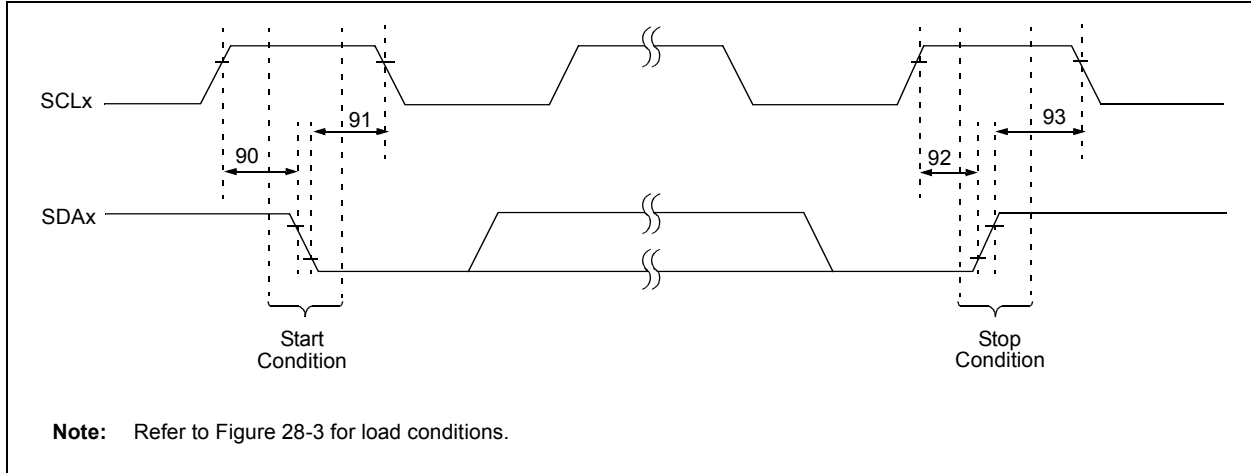 SCLx
91
93
90
92
SDAx
Start
Condition
Stop
Condition
Note: Refer to Figure 28-3 for load conditions.